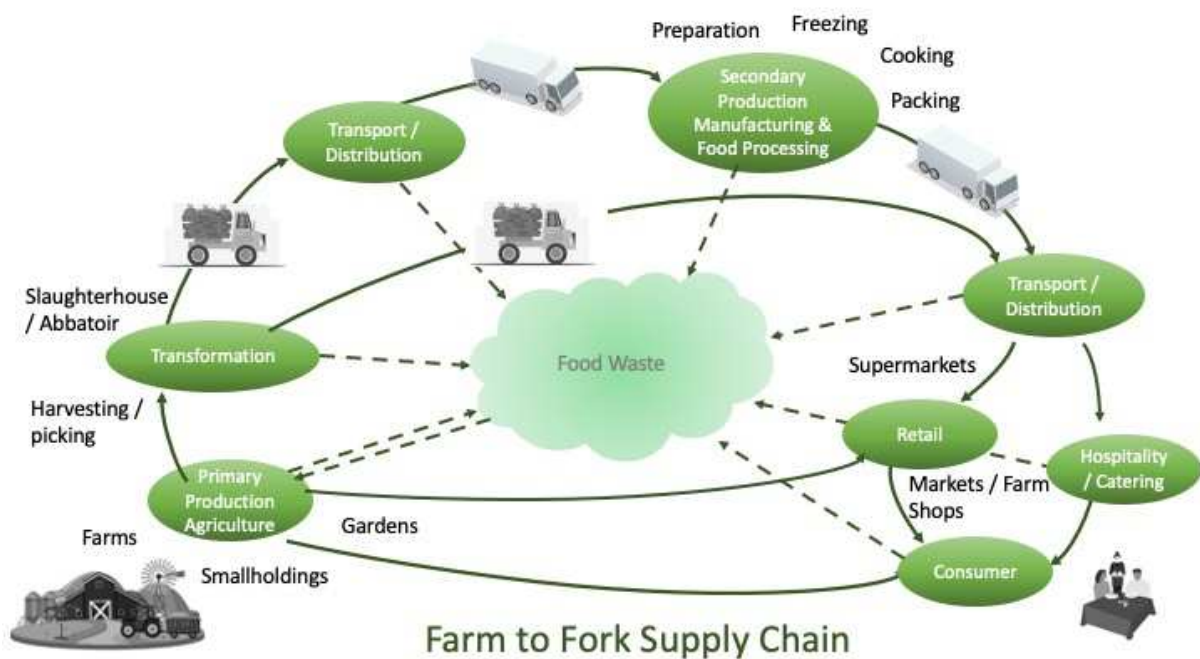 Preparation
Freezing
Cooking
Packing
Secondary
Production
Manufacturing &
Food Processing
Transport /
Distribution
Slaughterhouse
/ Abbatoir
Transformation
Harvesting /
picking
Food Waste
Transport /
Distribution
Supermarkets
Retail
Hospitality
/ Catering
Markets / Farm
Shops
Primary
Production
Agriculture
Gardens
Farms
Smallholdings
Consumer
Farm to Fork Supply Chain